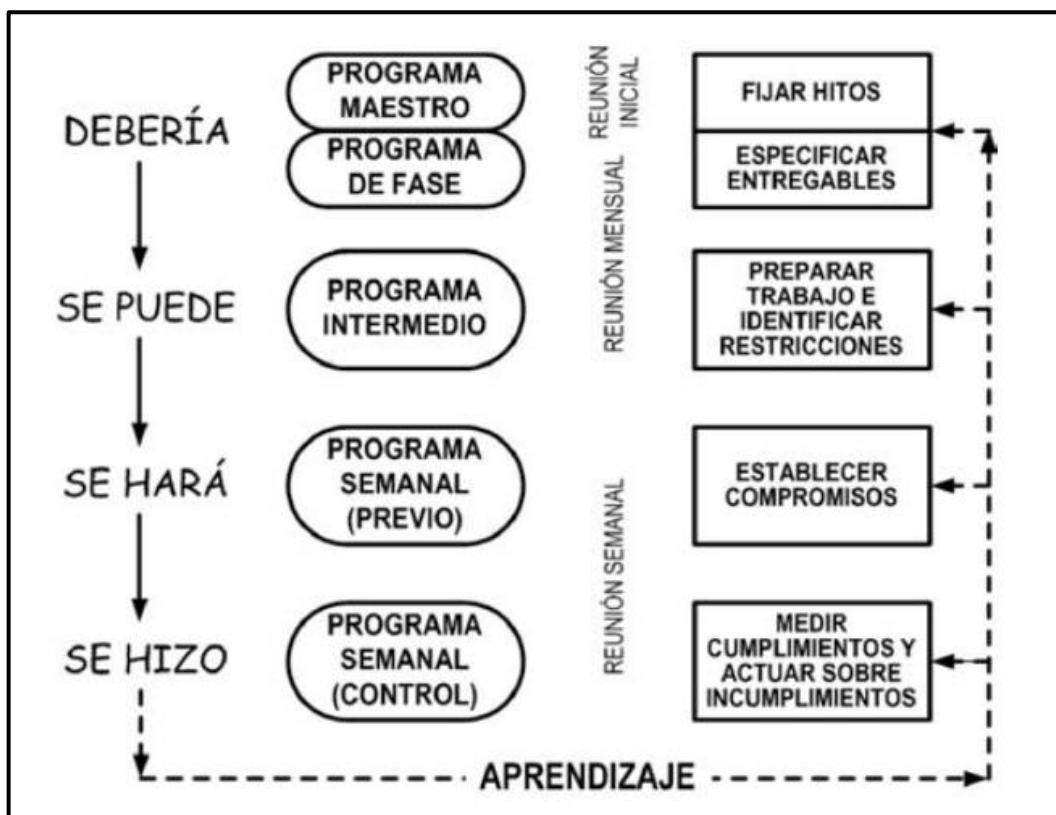 DEBERÍA
PROGRAMA
MAESTRO
PROGRAMA
DE FASE
REUNIÓN
INICIAL
FIJAR HITOS
ESPECIFICAR
ENTREGABLES
SE PUEDE
PROGRAMA
INTERMEDIO
REUNIÓN MENSUAL
PREPARAR
TRABAJO E
IDENTIFICAR
RESTRICCIONES
SE HARÁ
PROGRAMA
SEMANAL
(PREVIO)
REUNIÓN SEMANAL
ESTABLECER
COMPROMISOS
SE HIZO
PROGRAMA
SEMANAL
(CONTROL)
MEDIR
CUMPLIMIENTOS Y
ACTUAR SOBRE
INCUMPLIMIENTOS
APRENDIZAJE